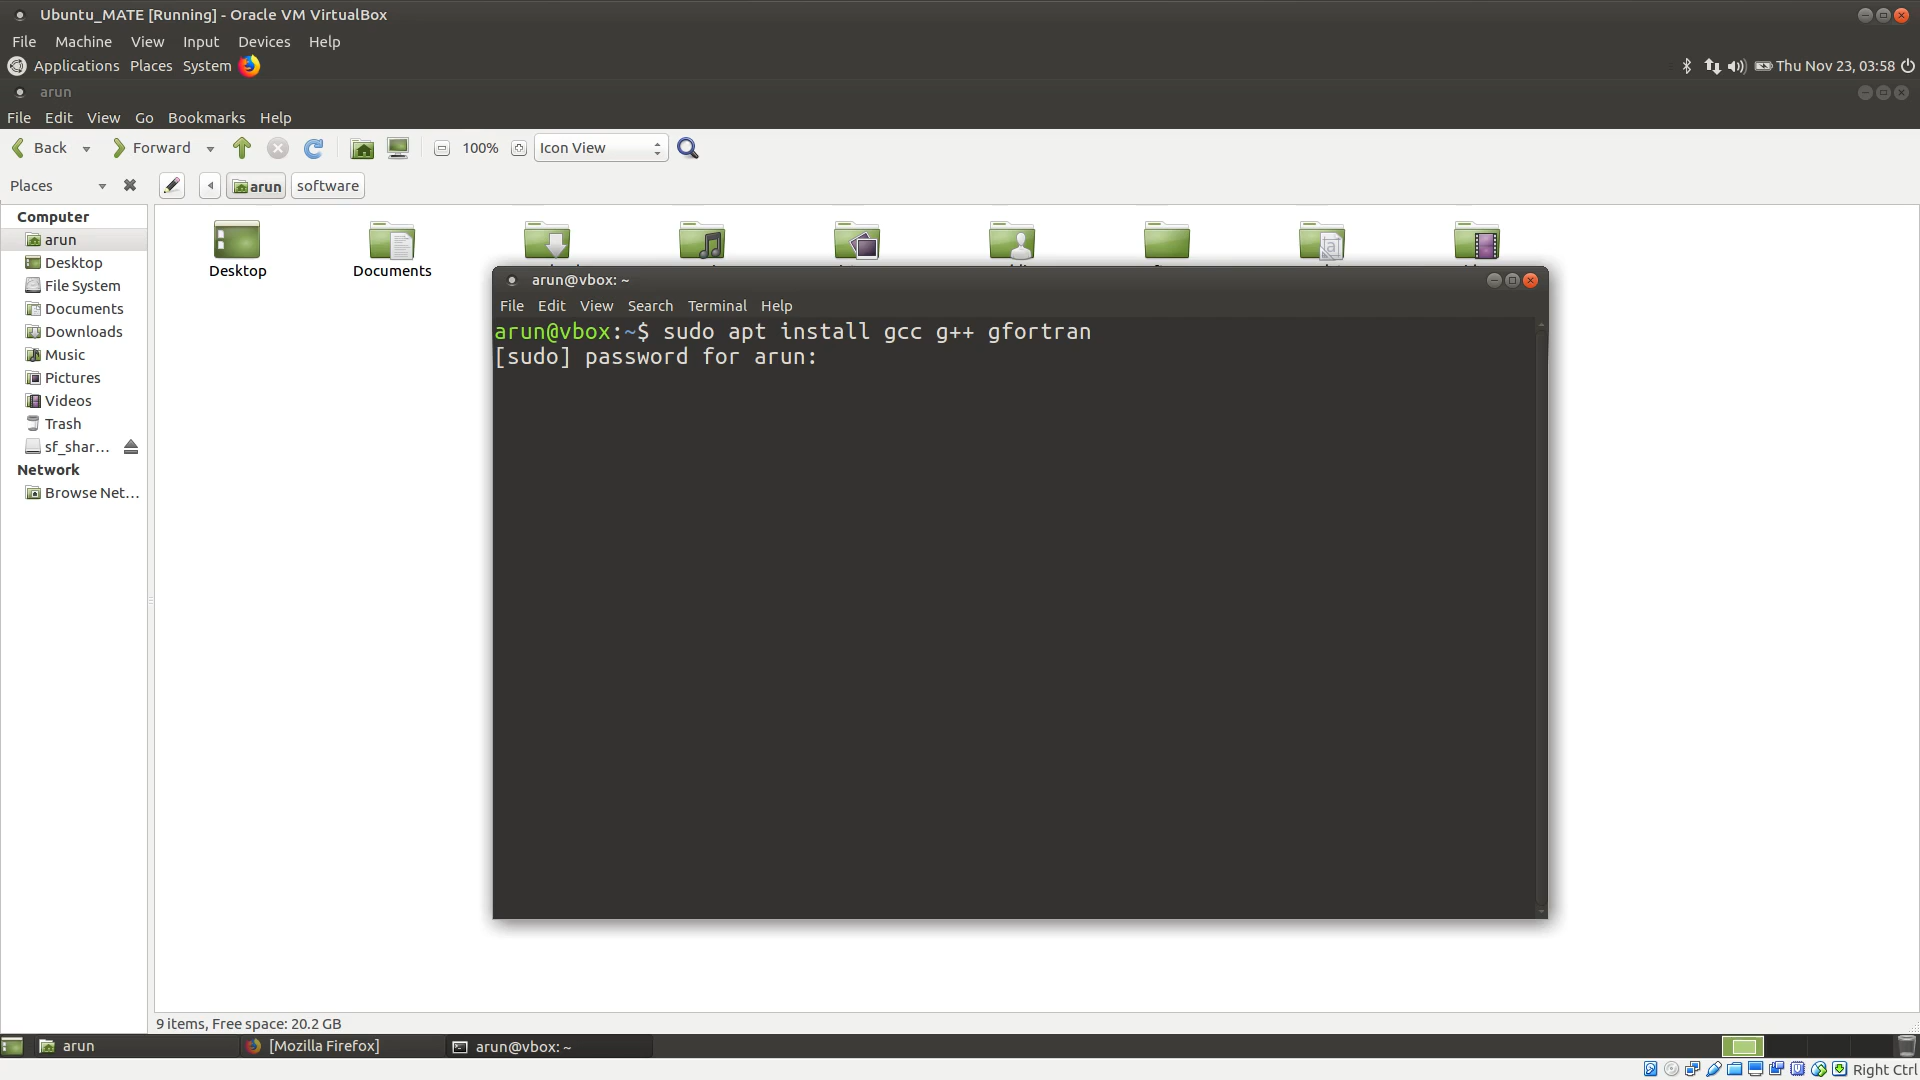 Ubuntu_MATE [Running] - Oracle VM VirtualBox
File Machine View Input Devices Help
Applications Places System
Thu Nov 23, 03:58
arun
File Edit View Go Bookmarks Help
Back Forward 100% Icon View
Places arun software
Computer
arun
Desktop
File System
Documents
Downloads
Music
Pictures
Videos
Trash
sf_shar...
Network
Browse Net...
Desktop
Documents
arun@vbox: ~
File Edit View Search Terminal Help
arun@vbox:~$ sudo apt install gcc g++ gfortran
[sudo] password for arun:
9 items, Free space: 20.2 GB
arun [Mozilla Firefox] arun@vbox: ~
Right Ctrl